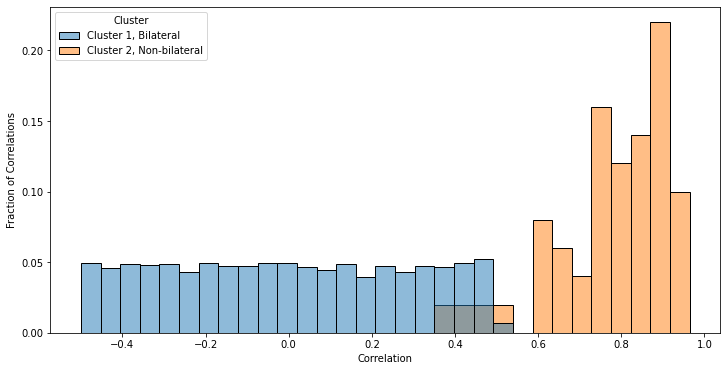 Cluster
Cluster 1, Bilateral
Cluster 2, Non-bilateral
Fraction of Correlations
0.20
0.15
0.10
0.05
0.00
−0.4 −0.2 0.0 0.2 0.4 0.6 0.8 1.0
Correlation